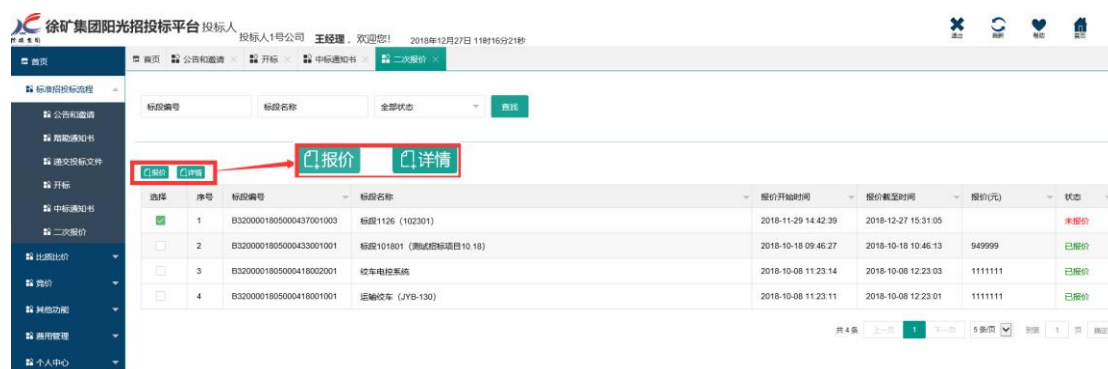 徐矿集团阳光招投标平台 投标人
投标人1号公司 王经理，欢迎您! 2018年12月27日 11时16分21秒
退出 刷新 帮助 首页
首页
首页 公告和邀请 × 开标 × 中标通知书 × 二次报价 ×
标准招投标流程
公告和邀请
踏勘通知书
递交投标文件
开标
中标通知书
二次报价
比质比价
竞价
其他功能
费用管理
个人中心
标段编号 标段名称 全部状态 查找
报价 详情
报价 详情
选择 序号 标段编号 标段名称 报价开始时间 报价截至时间 报价(元) 状态
1 B3200001805000437001003 标段1126（102301） 2018-11-29 14:42:39 2018-12-27 15:31:05 未报价
2 B3200001805000433001001 标段101801（测试招标项目10.18） 2018-10-18 09:46:27 2018-10-18 10:46:13 949999 已报价
3 B3200001805000418002001 绞车电控系统 2018-10-08 11:23:14 2018-10-08 12:23:03 1111111 已报价
4 B3200001805000418001001 运输绞车（JYB-130） 2018-10-08 11:23:11 2018-10-08 12:23:01 1111111 已报价
共 4 条 上一页 1 下一页 5 条/页 到第 1 页 确定